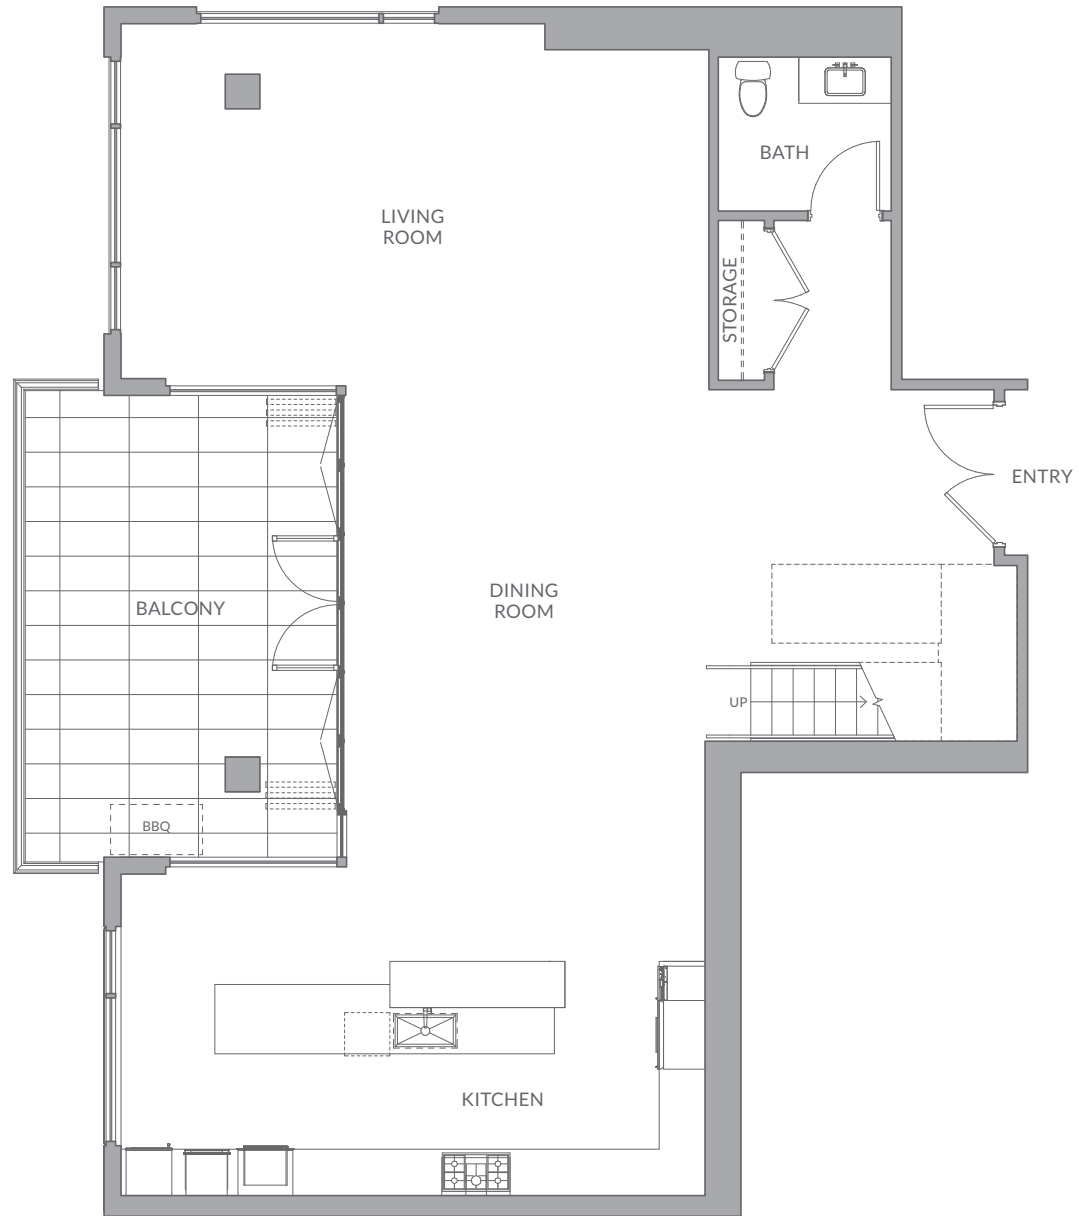 BATH
LIVING
ROOM
STORAGE
ENTRY
DINING
ROOM
BALCONY
UP
BBQ
KITCHEN